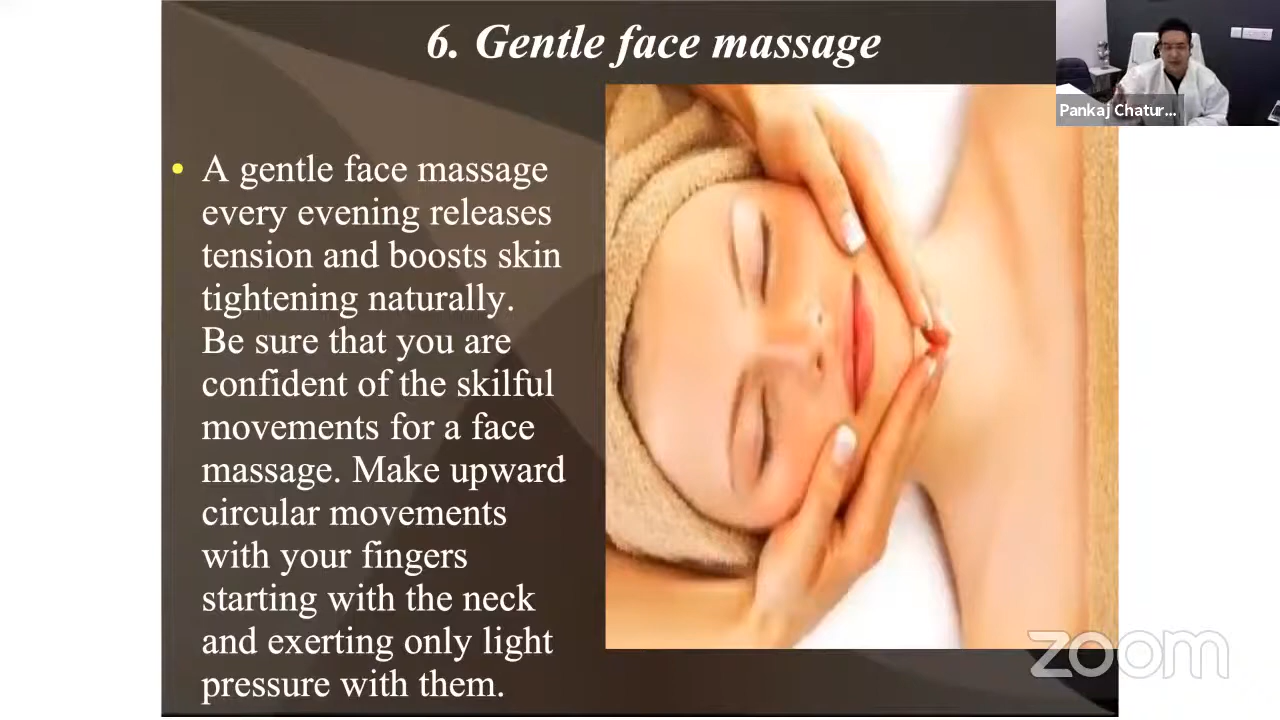 6. Gentle face massage
Pankaj Chatur...
• A gentle face massage
every evening releases
tension and boosts skin
tightening naturally.
Be sure that you are
confident of the skilful
movements for a face
massage. Make upward
circular movements
with your fingers
starting with the neck
and exerting only light
pressure with them.
zoom